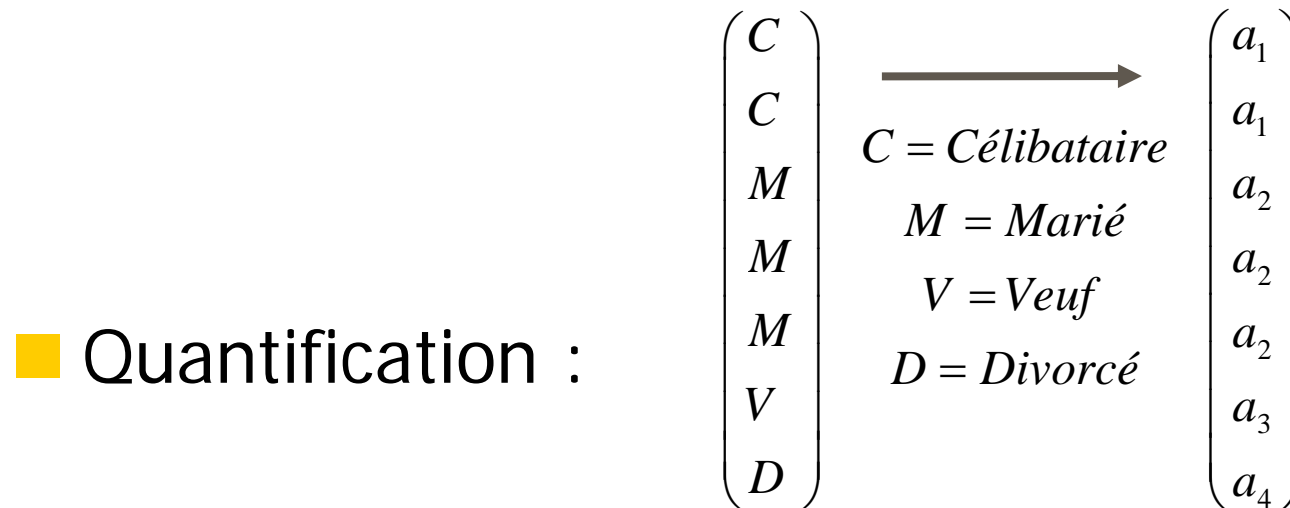 Quantification :
C
C
M
M
M
V
D
C = Célibataire
M = Marié
V = Veuf
D = Divorcé
a₁
a₁
a₂
a₂
a₂
a₃
a₄